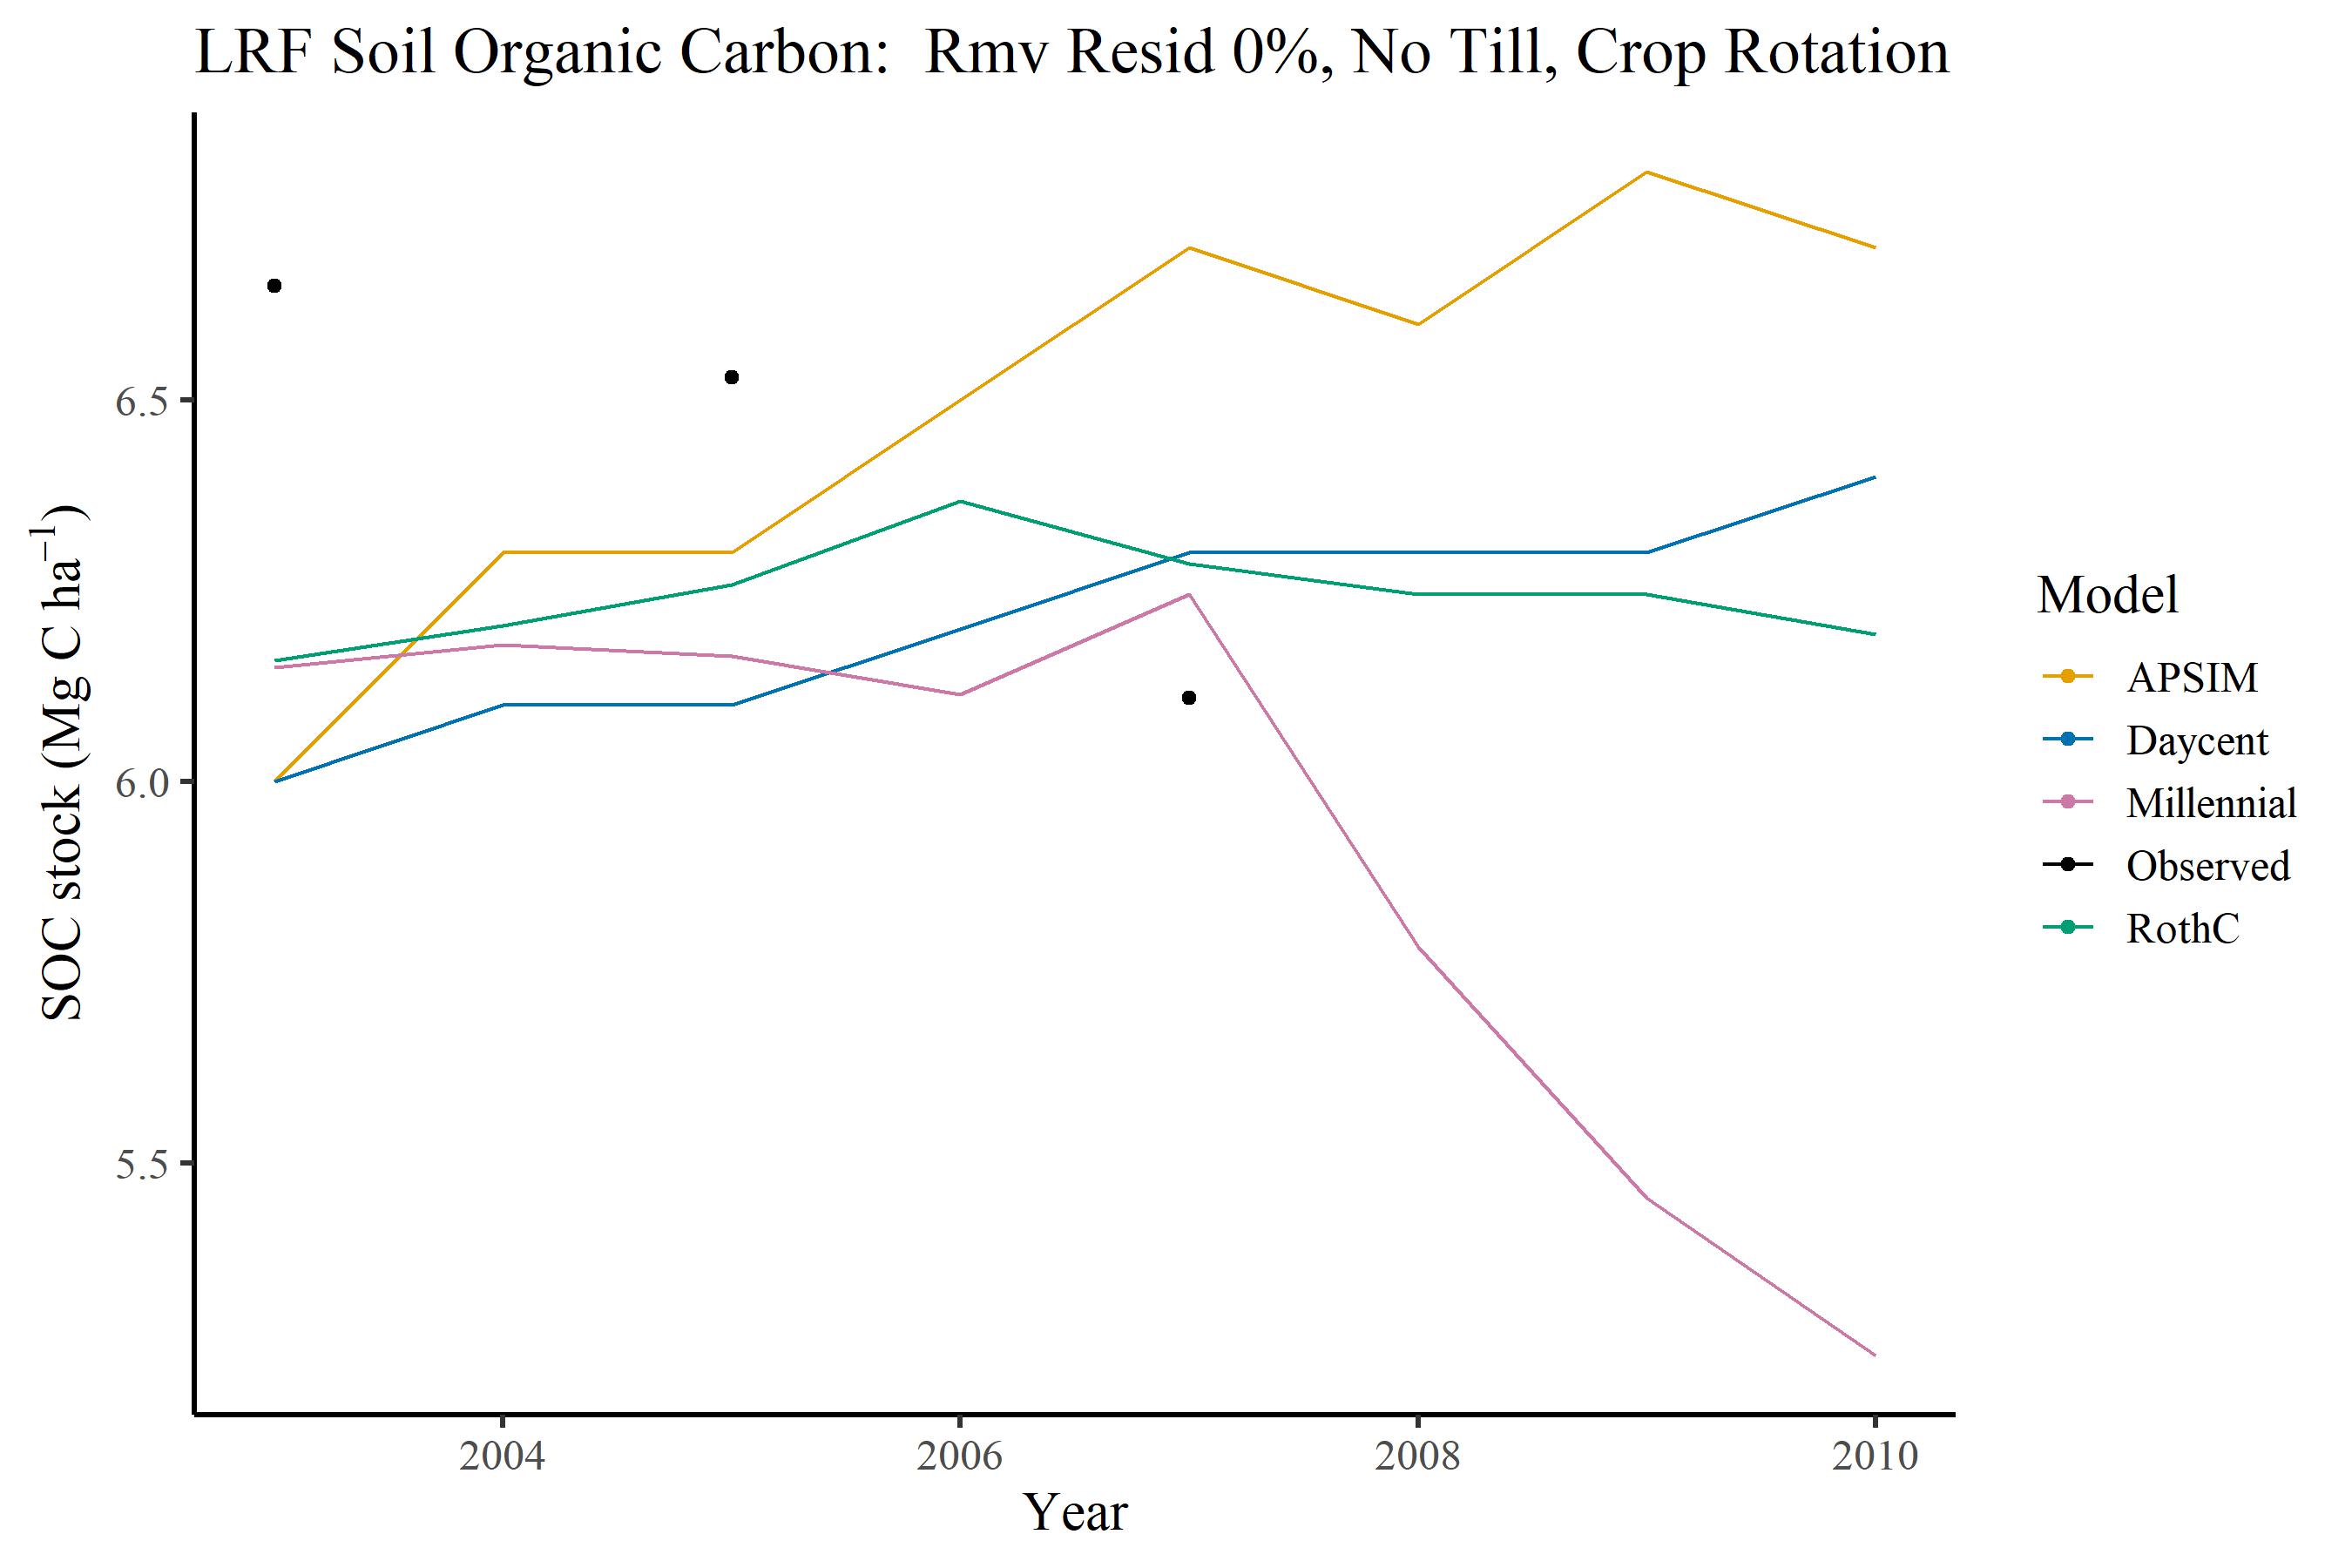 LRF Soil Organic Carbon:  Rmv Resid 0%, No Till, Crop Rotation
SOC stock (Mg C ha⁻¹)
6.5
6.0
5.5
2004
2006
2008
2010
Year
Model
APSIM
Daycent
Millennial
Observed
RothC